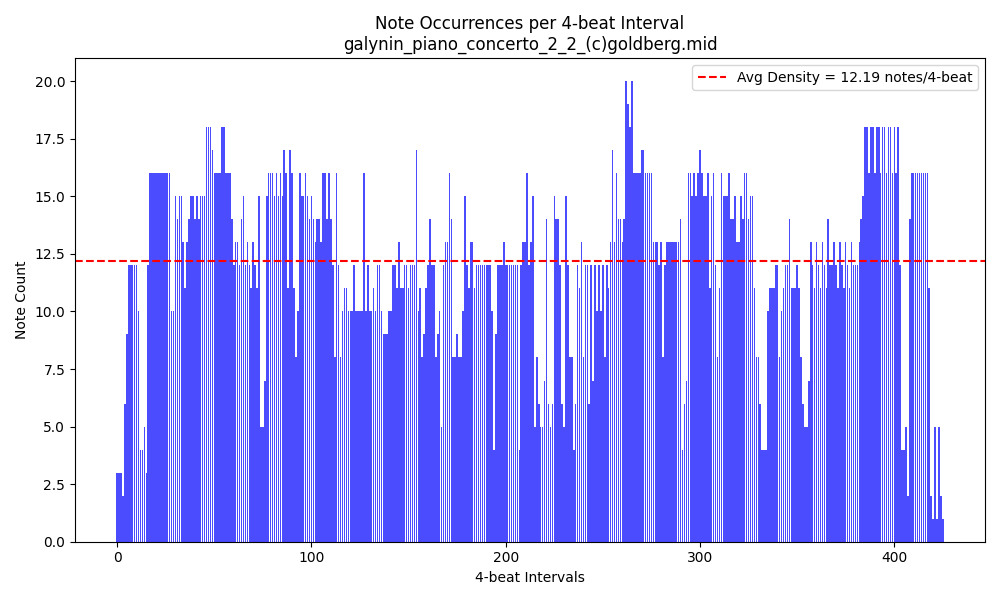 Note Occurrences per 4-beat Interval
galynin_piano_concerto_2_2_(c)goldberg.mid
Avg Density = 12.19 notes/4-beat
20.0
17.5
15.0
12.5
10.0
7.5
5.0
2.5
0.0
Note Count
0 100 200 300 400
4-beat Intervals